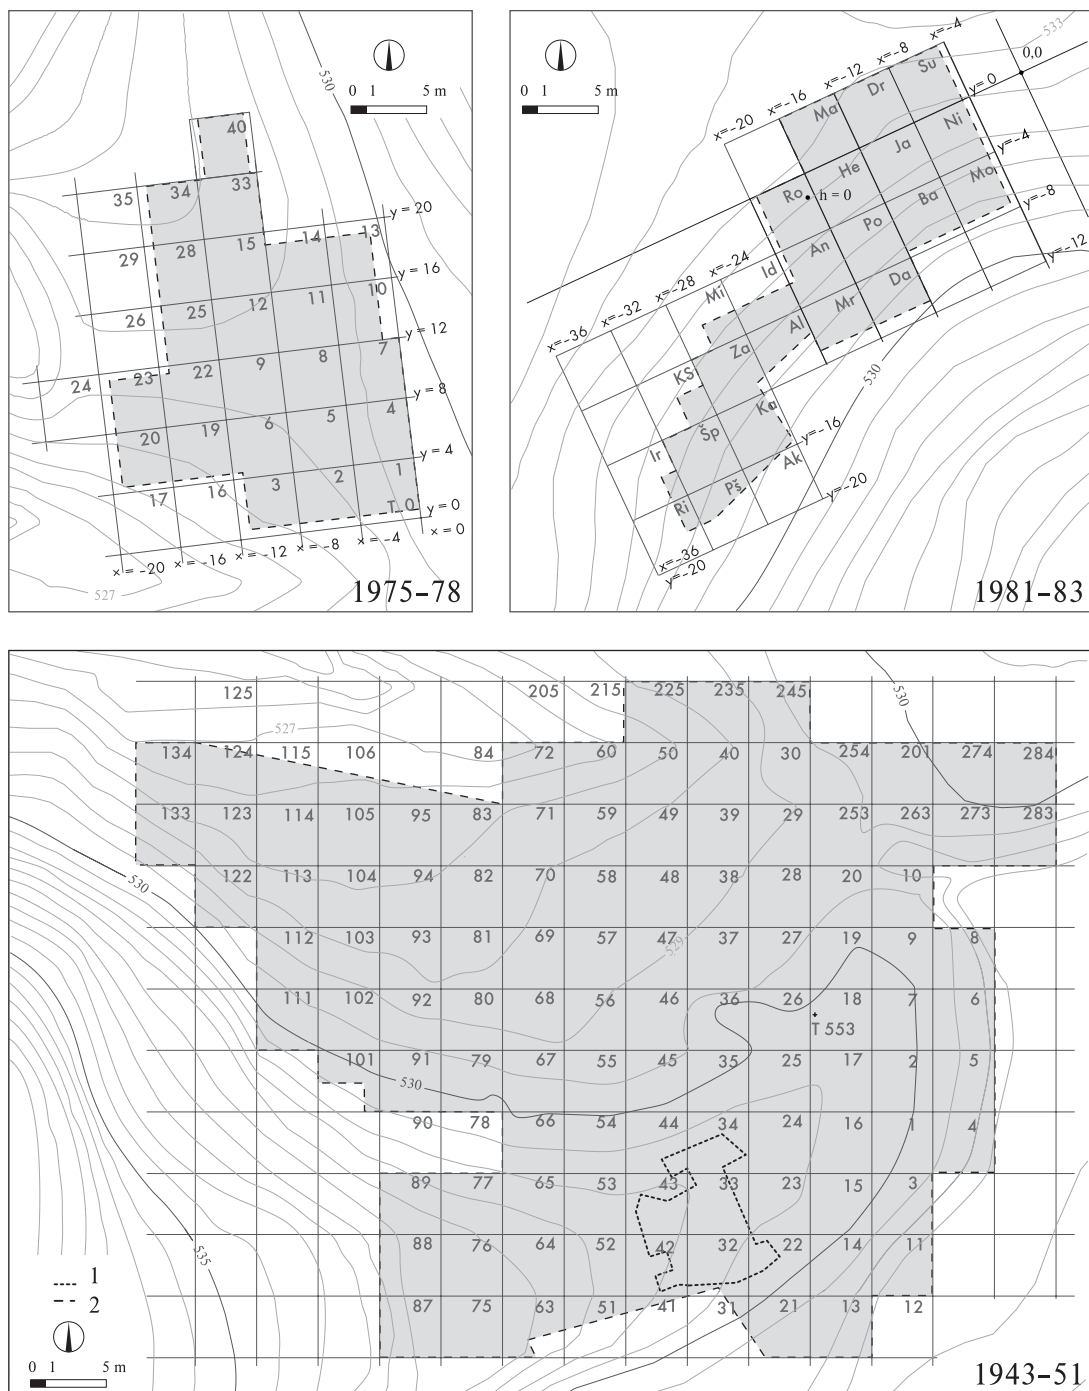 530
0 1 5 m
40
35 34 33
y = 20
29 28 15 14 13
y = 16
26 25 12 11 10
y = 12
24 23 22 9 8 7
y = 8
20 19 6 5 4
y = 4
17 16 3 2 1
T. 0
y = 0
x = 0
x = -4
x = -8
x = -12
x = -16
x = -20
527
1975-78
533
0 1 5 m
x=-4
x=-8
x=-12
x=-16
x=-20
0,0
y= 0
y=-4
y=-8
y=-12
Su
Dr
Ma
Ni
Ja
He
Ro
h = 0
Mo
Ba
Po
An
Id
Da
Mr
Al
x=-24
x=-28
x=-32
x=-36
Mi
Za
KS
530
Ka
Šp
Ir
y=-16
Ak
y=-20
Pš
Ri
x=-36
y=-20
1981-83
125 205 215 225 235 245
530
527
134 124 115 106 84 72 60 50 40 30 254 201 274 284
133 123 114 105 95 83 71 59 49 39 29 253 263 273 283
530
122 113 104 94 82 70 58 48 38 28 20 10
112 103 93 81 69 57 47 37 27 19 9 8
529
111 102 92 80 68 56 46 36 26 18 7 6
T 553
101 91 79 67 55 45 35 25 17 2 5
530
90 78 66 54 44 34 24 16 1 4
89 77 65 53 43 33 23 15 3
535
88 76 64 52 42 32 22 14 11
1
2
87 75 63 51 41 31 21 13 12
0 1 5 m
1943-51